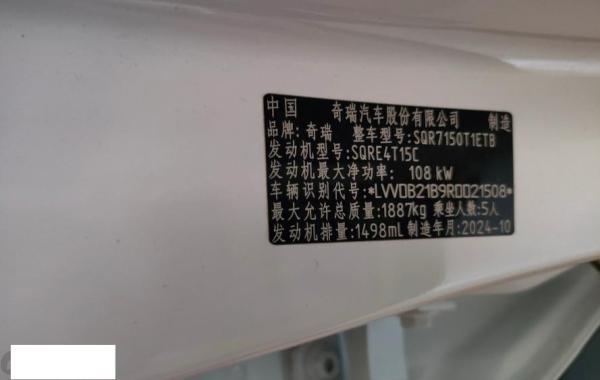 中国 奇瑞汽车股份有限公司 制造
品牌:奇瑞 整车型号:SQR7150T1ETB
发动机型号:SQRE4T15C
发动机最大净功率: 108 kW
车辆识别代号:*LVVDB21B9RD021508*
最大允许总质量:1887kg 乘坐人数:5人
发动机排量:1498mL 制造年月:2024-10